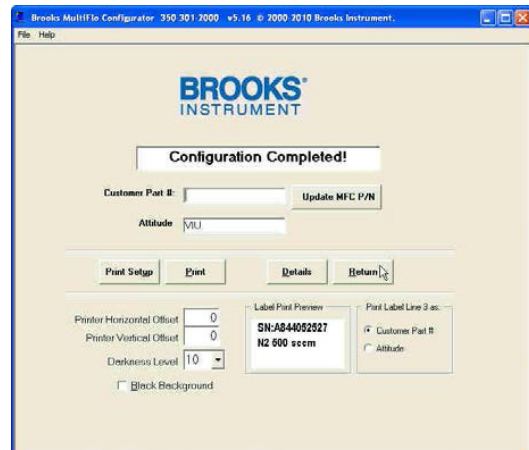 Brooks MultiFlo Configurator 350 301-2000 v5.16 © 2000-2010 Brooks Instrument.
File Help
BROOKS®
INSTRUMENT
Configuration Completed!
Customer Part #:
Update MFC P/N
Attitude VIU
Print Setup Print Details Return
Label Print Preview
Print Label Line 3 as:
Printer Horizontal Offset 0
SN:A844052527
Customer Part #
Printer Vertical Offset 0
N2 500 sccm
Attitude
Darkness Level 10
Black Background